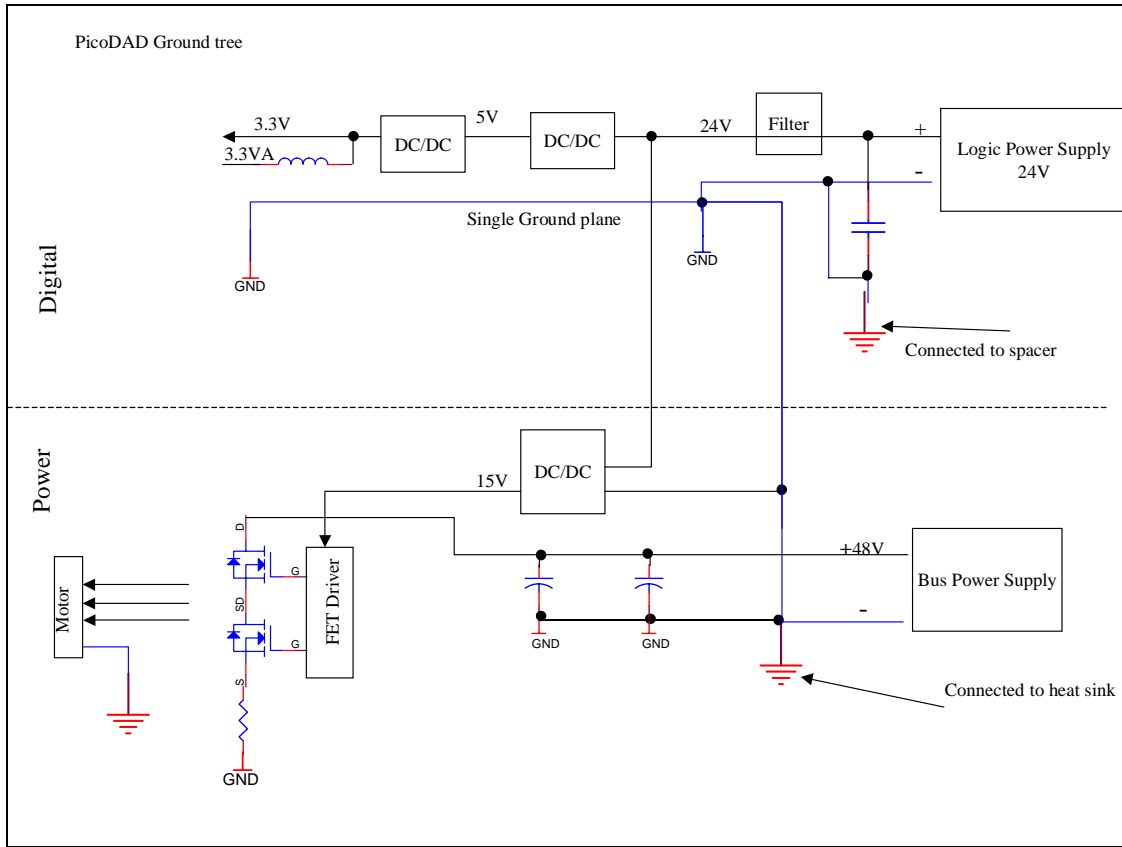 PicoDAD Ground tree
3.3V
3.3VA
DC/DC
5V
DC/DC
24V
Filter
+
-
Logic Power Supply
24V
Single Ground plane
GND
GND
Digital
Connected to spacer
Power
DC/DC
15V
D
G
SD
G
S
FET Driver
Motor
GND
GND
GND
+48V
-
Bus Power Supply
Connected to heat sink